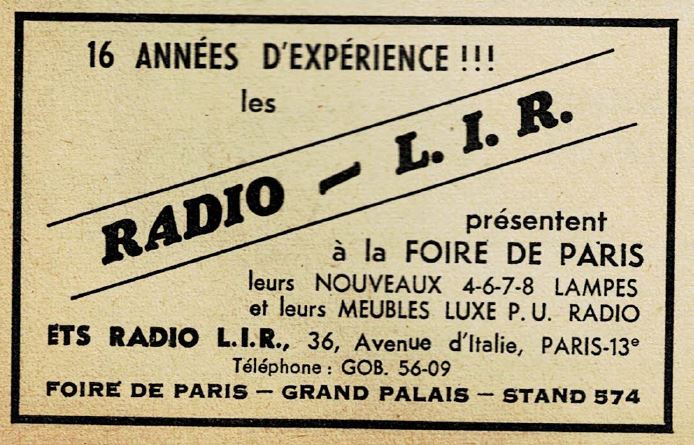 16 ANNÉES D'EXPÉRIENCE !!!
les
RADIO – L. I. R.
présentent
à la FOIRE DE PARIS
leurs NOUVEAUX 4-6-7-8 LAMPES
et leurs MEUBLES LUXE P. U. RADIO
ETS RADIO L.I.R., 36, Avenue d'Italie, PARIS-13e
Téléphone : GOB. 56-09
FOIRE DE PARIS — GRAND PALAIS — STAND 574